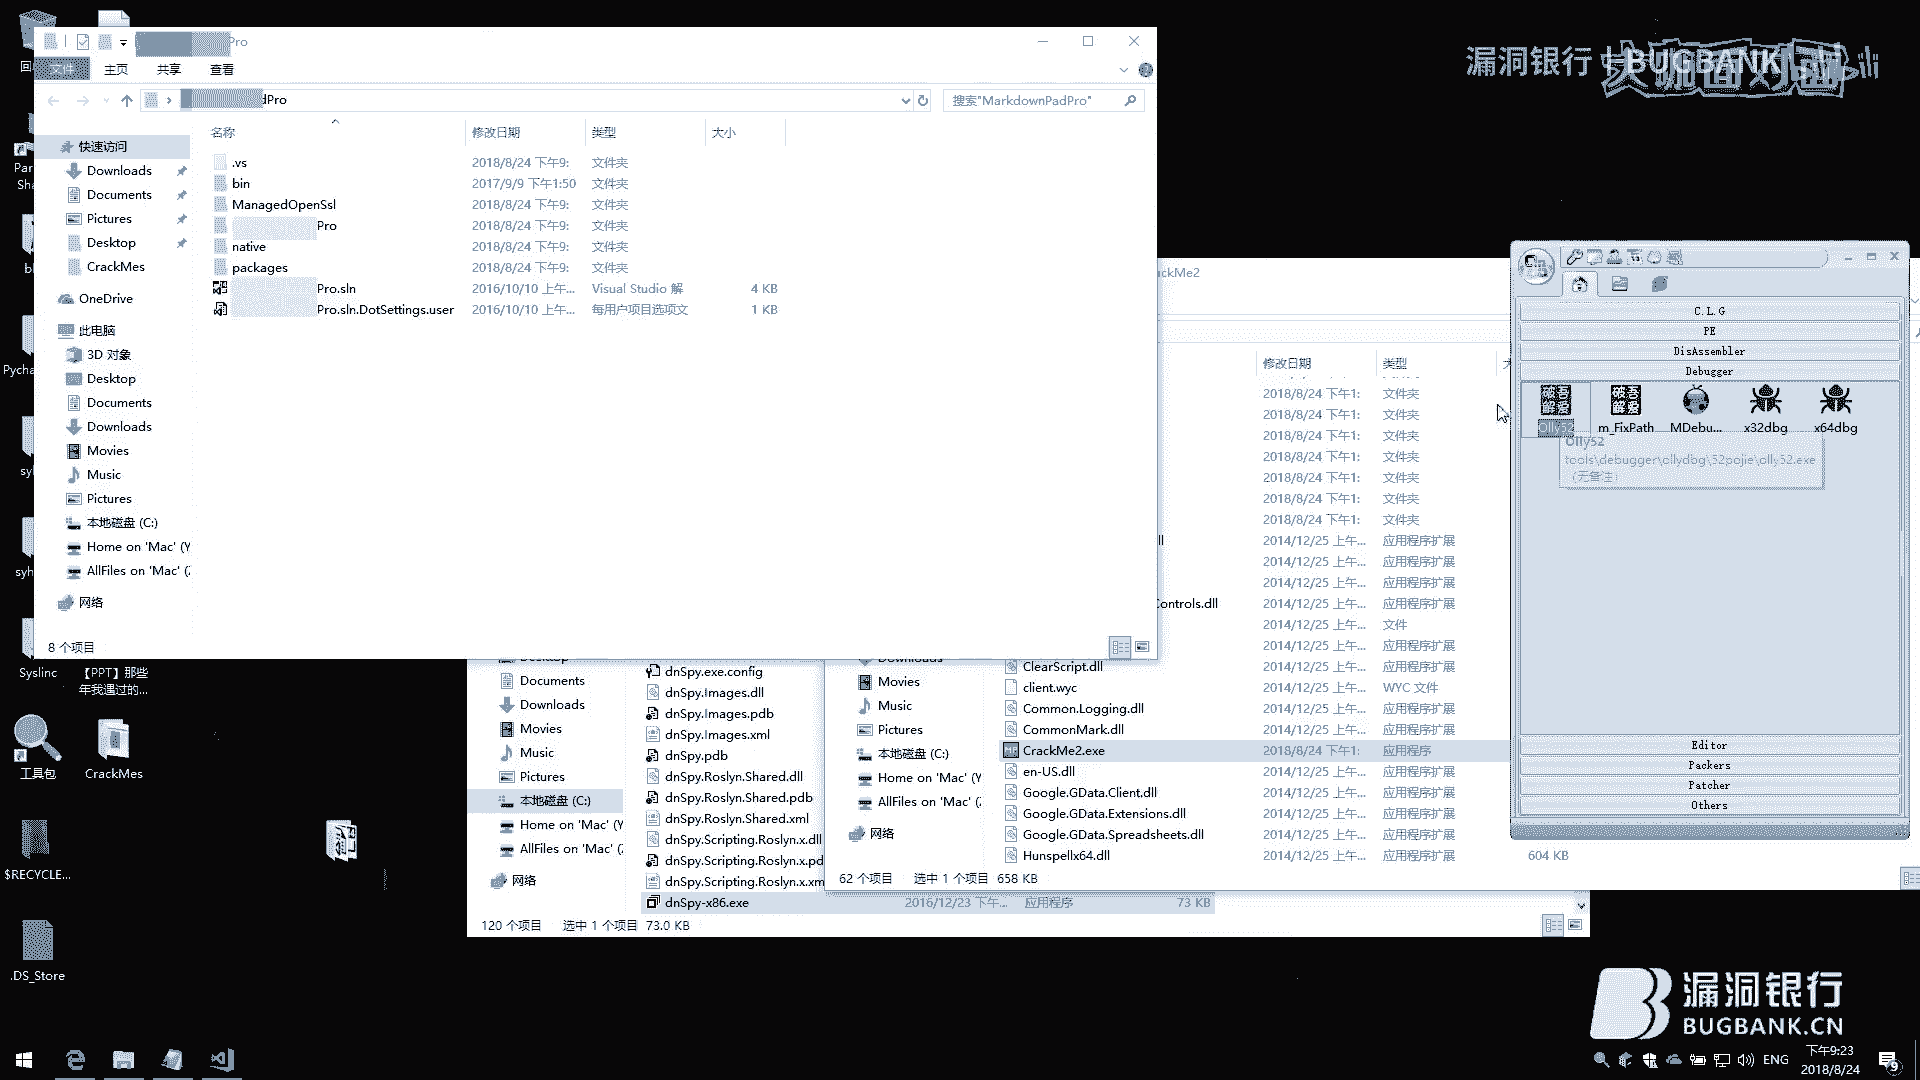 Pro
文件
主页
共享
查看
dPro
搜索"MarkdownPadPro"
名称
修改日期
类型
大小
快速访问
Downloads
Documents
Pictures
Desktop
CrackMes
OneDrive
此电脑
3D 对象
Desktop
Documents
Downloads
Movies
Music
Pictures
本地磁盘 (C:)
Home on 'Mac' (Y
AllFiles on 'Mac' (
网络
.vs 2018/8/24 下午9: 文件夹
bin 2017/9/9 下午1:50 文件夹
ManagedOpenSsl 2018/8/24 下午9: 文件夹
Pro 2018/8/24 下午9: 文件夹
native 2018/8/24 下午9: 文件夹
packages 2018/8/24 下午9: 文件夹
Pro.sln 2016/10/10 上午... Visual Studio 解 4 KB
Pro.sln.DotSettings.user 2016/10/10 上午... 每用户项目选项文 1 KB
8 个项目
漏洞银行 | BUGBANK
ckMe2
修改日期 类型
2018/8/24 下午1: 文件夹
2018/8/24 下午1: 文件夹
2018/8/24 下午1: 文件夹
2018/8/24 下午1: 文件夹
2018/8/24 下午1: 文件夹
2018/8/24 下午1: 文件夹
2018/8/24 下午1: 文件夹
ll 2014/12/25 上午... 应用程序扩展
2014/12/25 上午... 应用程序扩展
2014/12/25 上午... 应用程序扩展
Controls.dll 2014/12/25 上午... 应用程序扩展
2014/12/25 上午... 文件
2014/12/25 上午... 应用程序扩展
ClearScript.dll 2014/12/25 上午... 应用程序扩展
client.wyc 2014/12/25 上午... WYC 文件
Common.Logging.dll 2014/12/25 上午... 应用程序扩展
CommonMark.dll 2014/12/25 上午... 应用程序扩展
CrackMe2.exe 2018/8/24 下午1: 应用程序
en-US.dll 2014/12/25 上午... 应用程序扩展
Google.GData.Client.dll 2014/12/25 上午... 应用程序扩展
Google.GData.Extensions.dll 2014/12/25 上午... 应用程序扩展
Google.GData.Spreadsheets.dll 2014/12/25 上午... 应用程序扩展
Hunspellx64.dll 2014/12/25 上午... 应用程序扩展 604 KB
62 个项目 选中 1 个项目 658 KB
Downloads
Movies
Music
Pictures
本地磁盘 (C:)
Home on 'Mac' (Y
AllFiles on 'Mac' (
网络
Desktop
Documents
Downloads
Movies
Music
Pictures
本地磁盘 (C:)
Home on 'Mac' (Y
AllFiles on 'Mac' (
网络
dnSpy.exe.config
dnSpy.Images.dll
dnSpy.Images.pdb
dnSpy.Images.xml
dnSpy.pdb
dnSpy.Roslyn.Shared.dll
dnSpy.Roslyn.Shared.pdb
dnSpy.Roslyn.Shared.xml
dnSpy.Scripting.Roslyn.x.dll
dnSpy.Scripting.Roslyn.x.pd
dnSpy.Scripting.Roslyn.x.xm
dnSpy-x86.exe 2016/12/23 下午... 应用程序 73 KB
120 个项目 选中 1 个项目 73.0 KB
C.L.G
PE
DisAssembler
Debugger
吾爱破解
吾爱破解
Olly52
m_FixPath
MDebu...
x32dbg
x64dbg
Olly52
tools\debugger\ollydbg\52pojie\olly52.exe
（无备注）
Editor
Packers
Patcher
Others
回
Par
Sha
Pycha
sy
syh
Syslinc
【PPT】那些
年我遇过的...
工具包
CrackMes
$RECYCLE...
.DS_Store
漏洞银行
BUGBANK.CN
ENG
下午9:23
2018/8/24
9